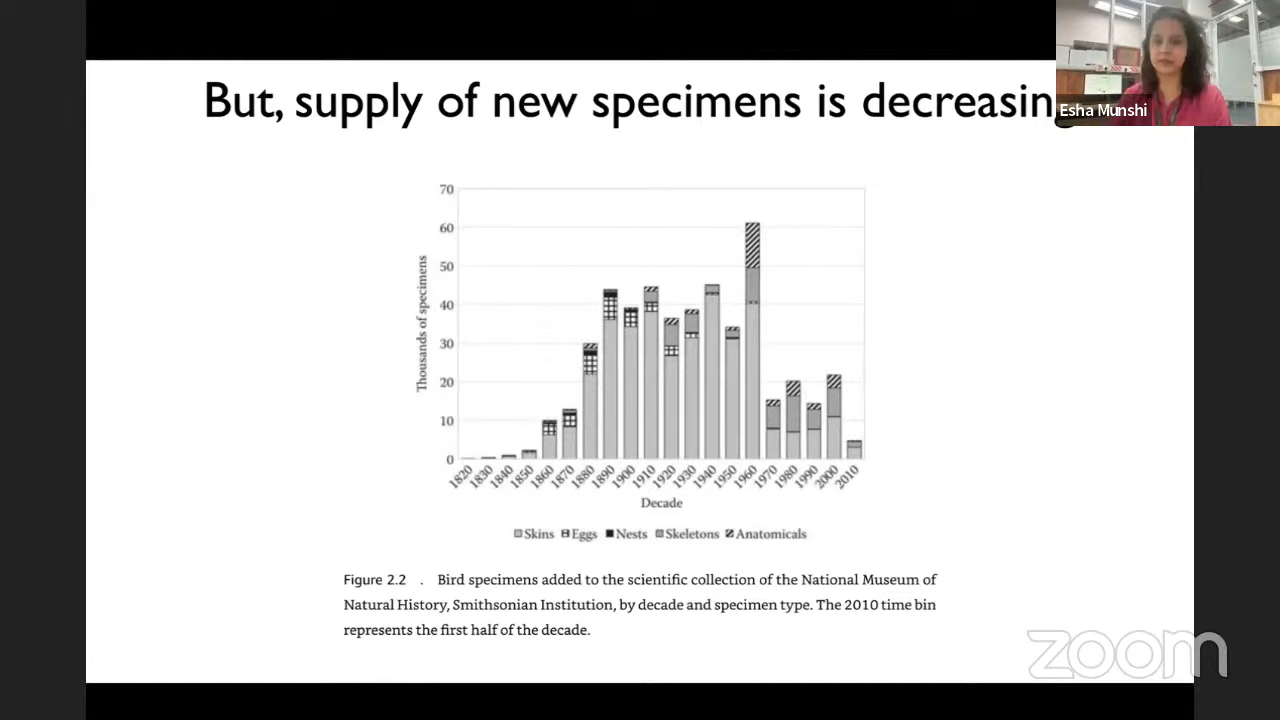 But, supply of new specimens is decreasing
Esha Munshi
70
60
50
40
30
20
10
0
Thousands of specimens
1820 1830 1840 1850 1860 1870 1880 1890 1900 1910 1920 1930 1940 1950 1960 1970 1980 1990 2000 2010
Decade
Skins Eggs Nests Skeletons Anatomicals
Figure 2.2 . Bird specimens added to the scientific collection of the National Museum of
Natural History, Smithsonian Institution, by decade and specimen type. The 2010 time bin
represents the first half of the decade.
zoom